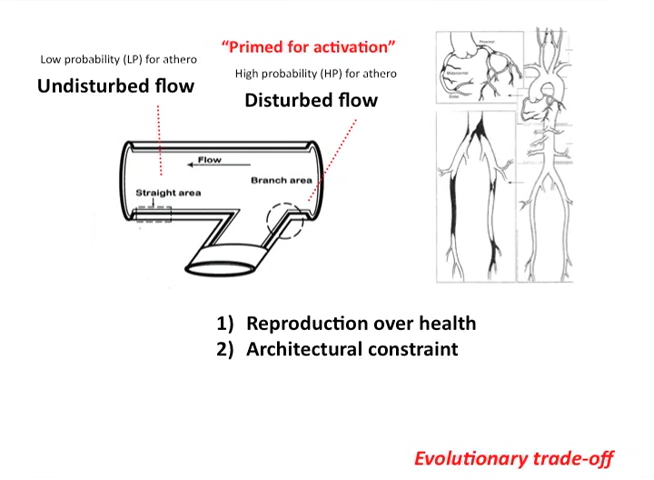 “Primed for activation”
Low probability (LP) for athero
High probability (HP) for athero
Undisturbed flow
Disturbed flow
Flow
Branch area
Straight area
1) Reproduction over health
2) Architectural constraint
Evolutionary trade-off